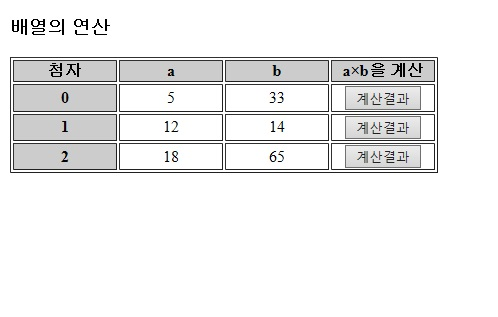 배열의 연산
첨자 a b a×b을 계산
0 5 33 계산결과
1 12 14 계산결과
2 18 65 계산결과